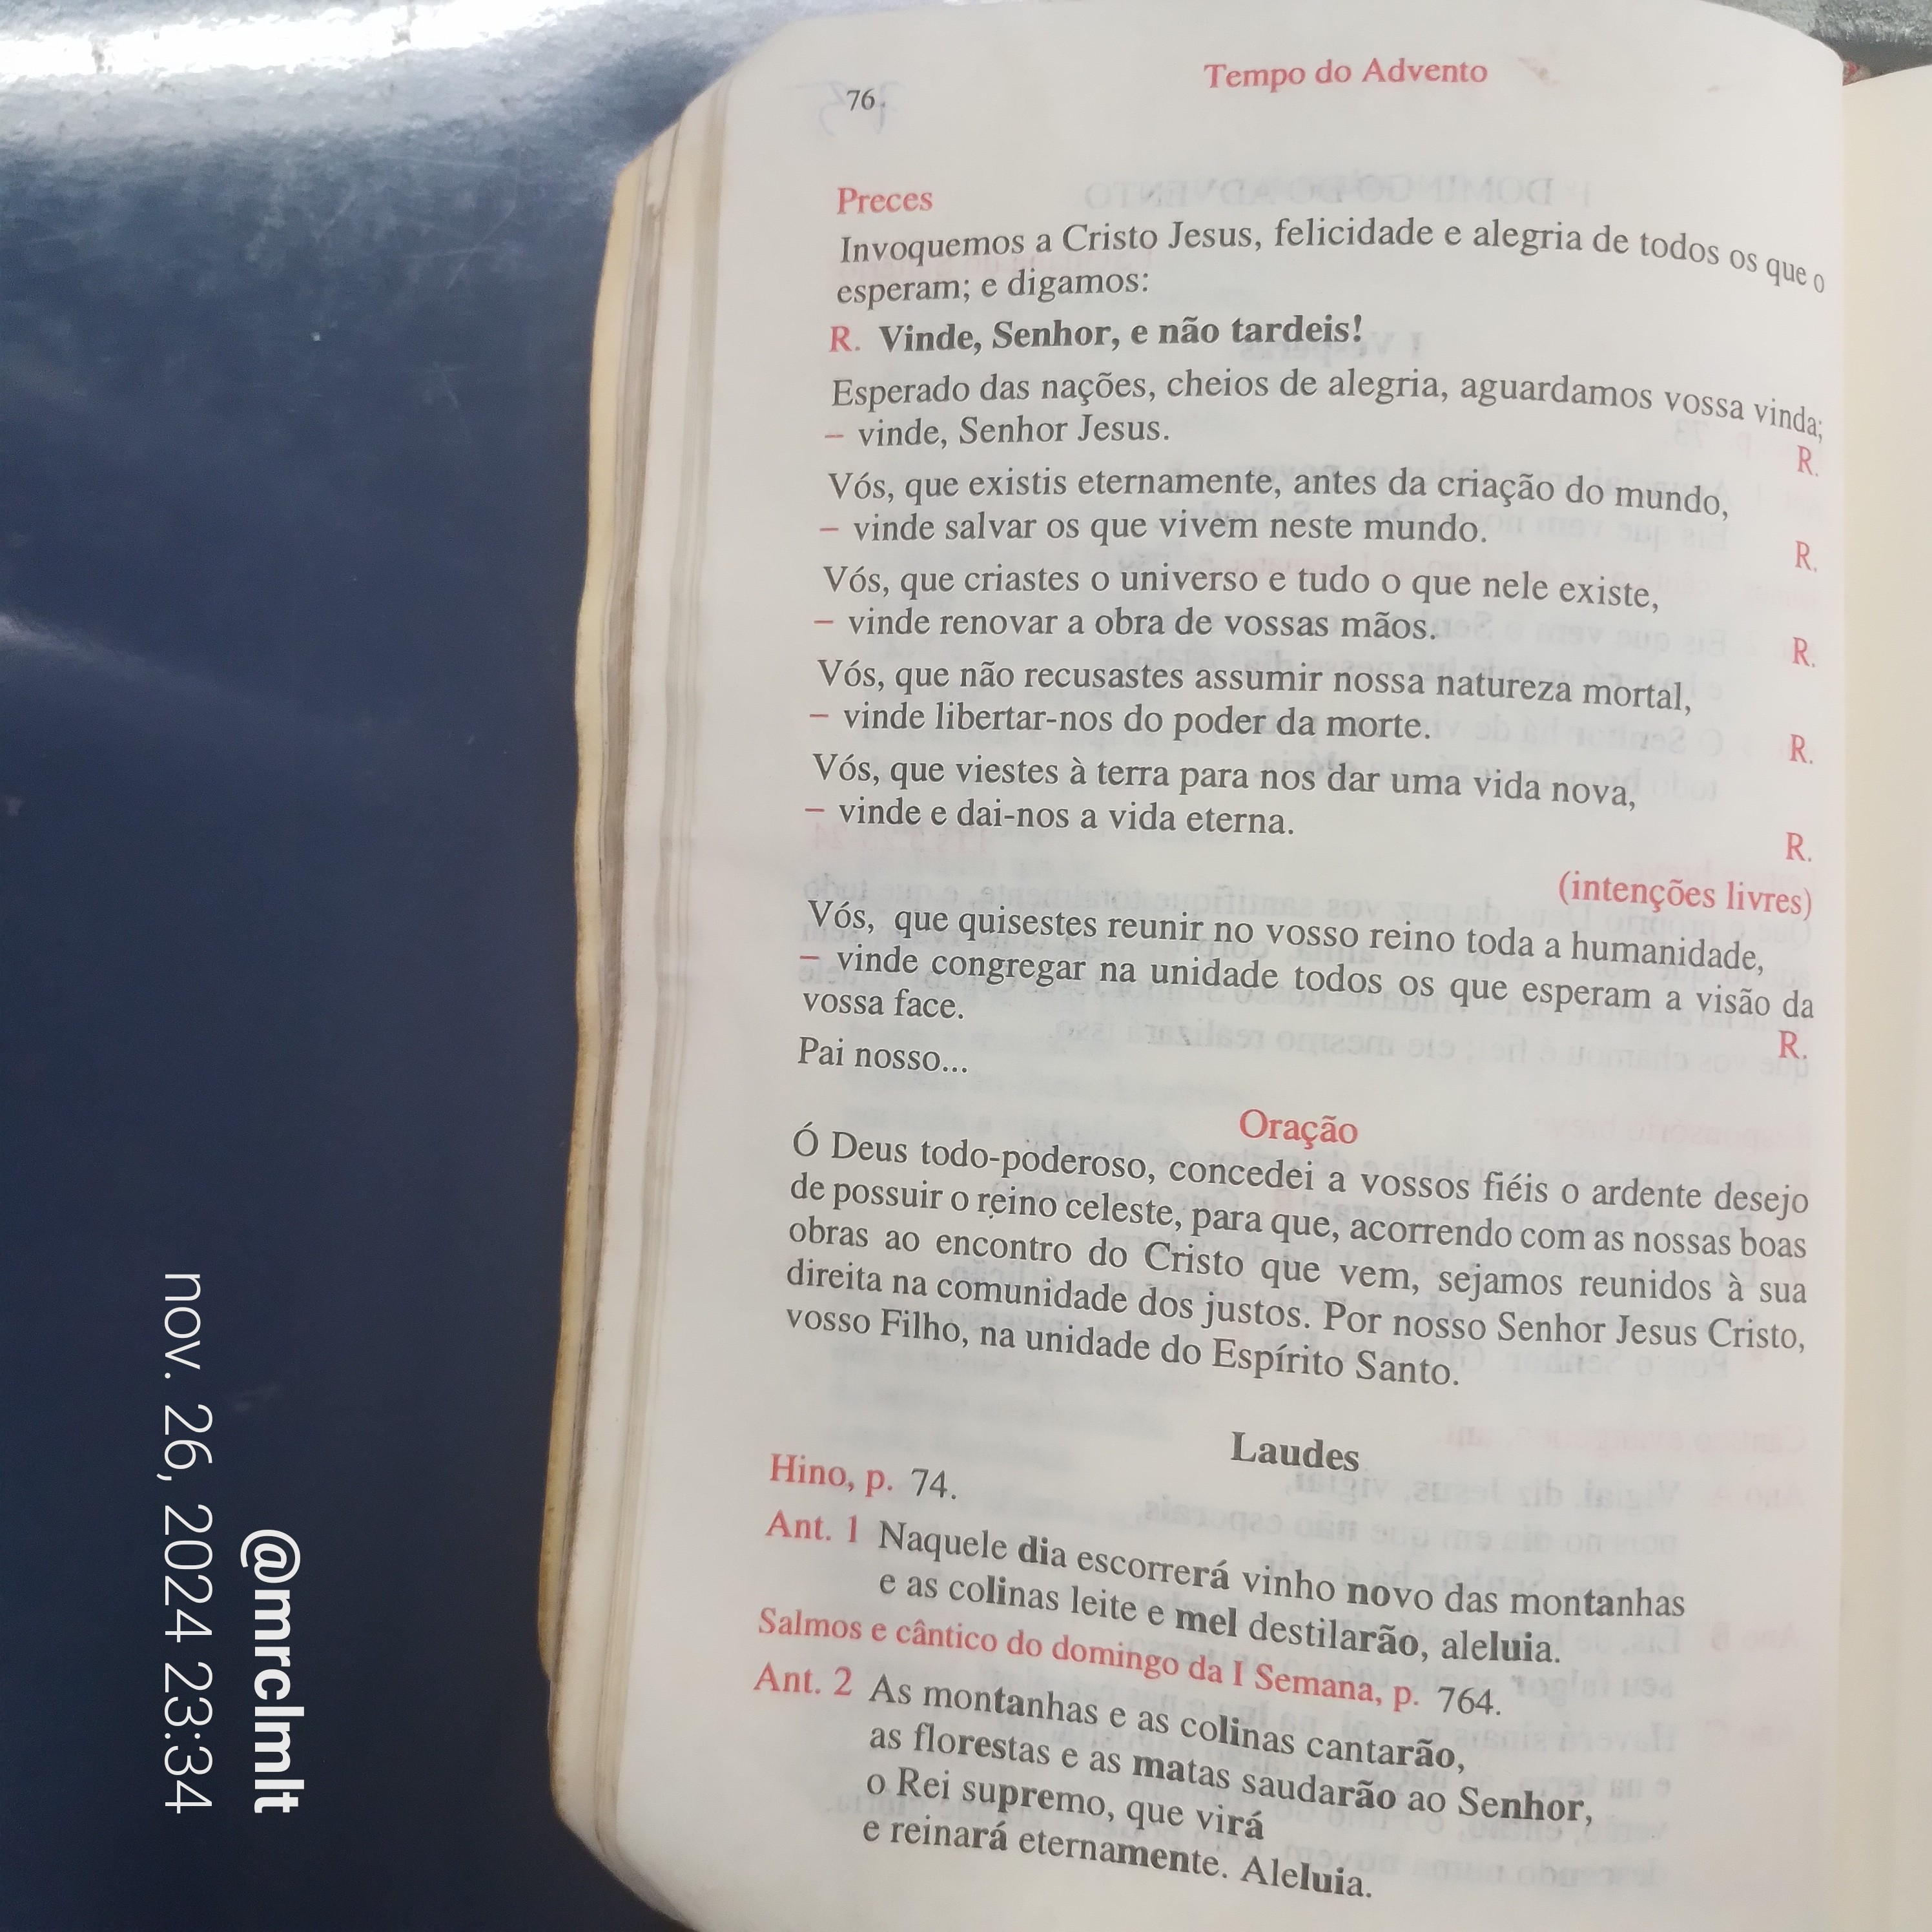 76
Tempo do Advento
Preces
Invoquemos a Cristo Jesus, felicidade e alegria de todos os que o
esperam; e digamos:
R. Vinde, Senhor, e não tardeis!
Esperado das nações, cheios de alegria, aguardamos vossa vinda;
– vinde, Senhor Jesus.
R.
Vós, que existis eternamente, antes da criação do mundo,
– vinde salvar os que vivem neste mundo.
R.
Vós, que criastes o universo e tudo o que nele existe,
– vinde renovar a obra de vossas mãos.
R.
Vós, que não recusastes assumir nossa natureza mortal,
– vinde libertar-nos do poder da morte.
R.
Vós, que viestes à terra para nos dar uma vida nova,
– vinde e dai-nos a vida eterna.
R.
(intenções livres)
Vós, que quisestes reunir no vosso reino toda a humanidade,
– vinde congregar na unidade todos os que esperam a visão da
vossa face.
R.
Pai nosso...
Oração
Ó Deus todo-poderoso, concedei a vossos fiéis o ardente desejo
de possuir o reino celeste, para que, acorrendo com as nossas boas
obras ao encontro do Cristo que vem, sejamos reunidos à sua
direita na comunidade dos justos. Por nosso Senhor Jesus Cristo,
vosso Filho, na unidade do Espírito Santo.
Laudes
Hino, p. 74.
Ant. 1 Naquele dia escorrerá vinho novo das montanhas
e as colinas leite e mel destilarão, aleluia.
Salmos e cântico do domingo da I Semana, p. 764.
Ant. 2 As montanhas e as colinas cantarão,
as florestas e as matas saudarão ao Senhor,
o Rei supremo, que virá
e reinará eternamente. Aleluia.
@mrclmlt
nov. 26, 2024 23:34